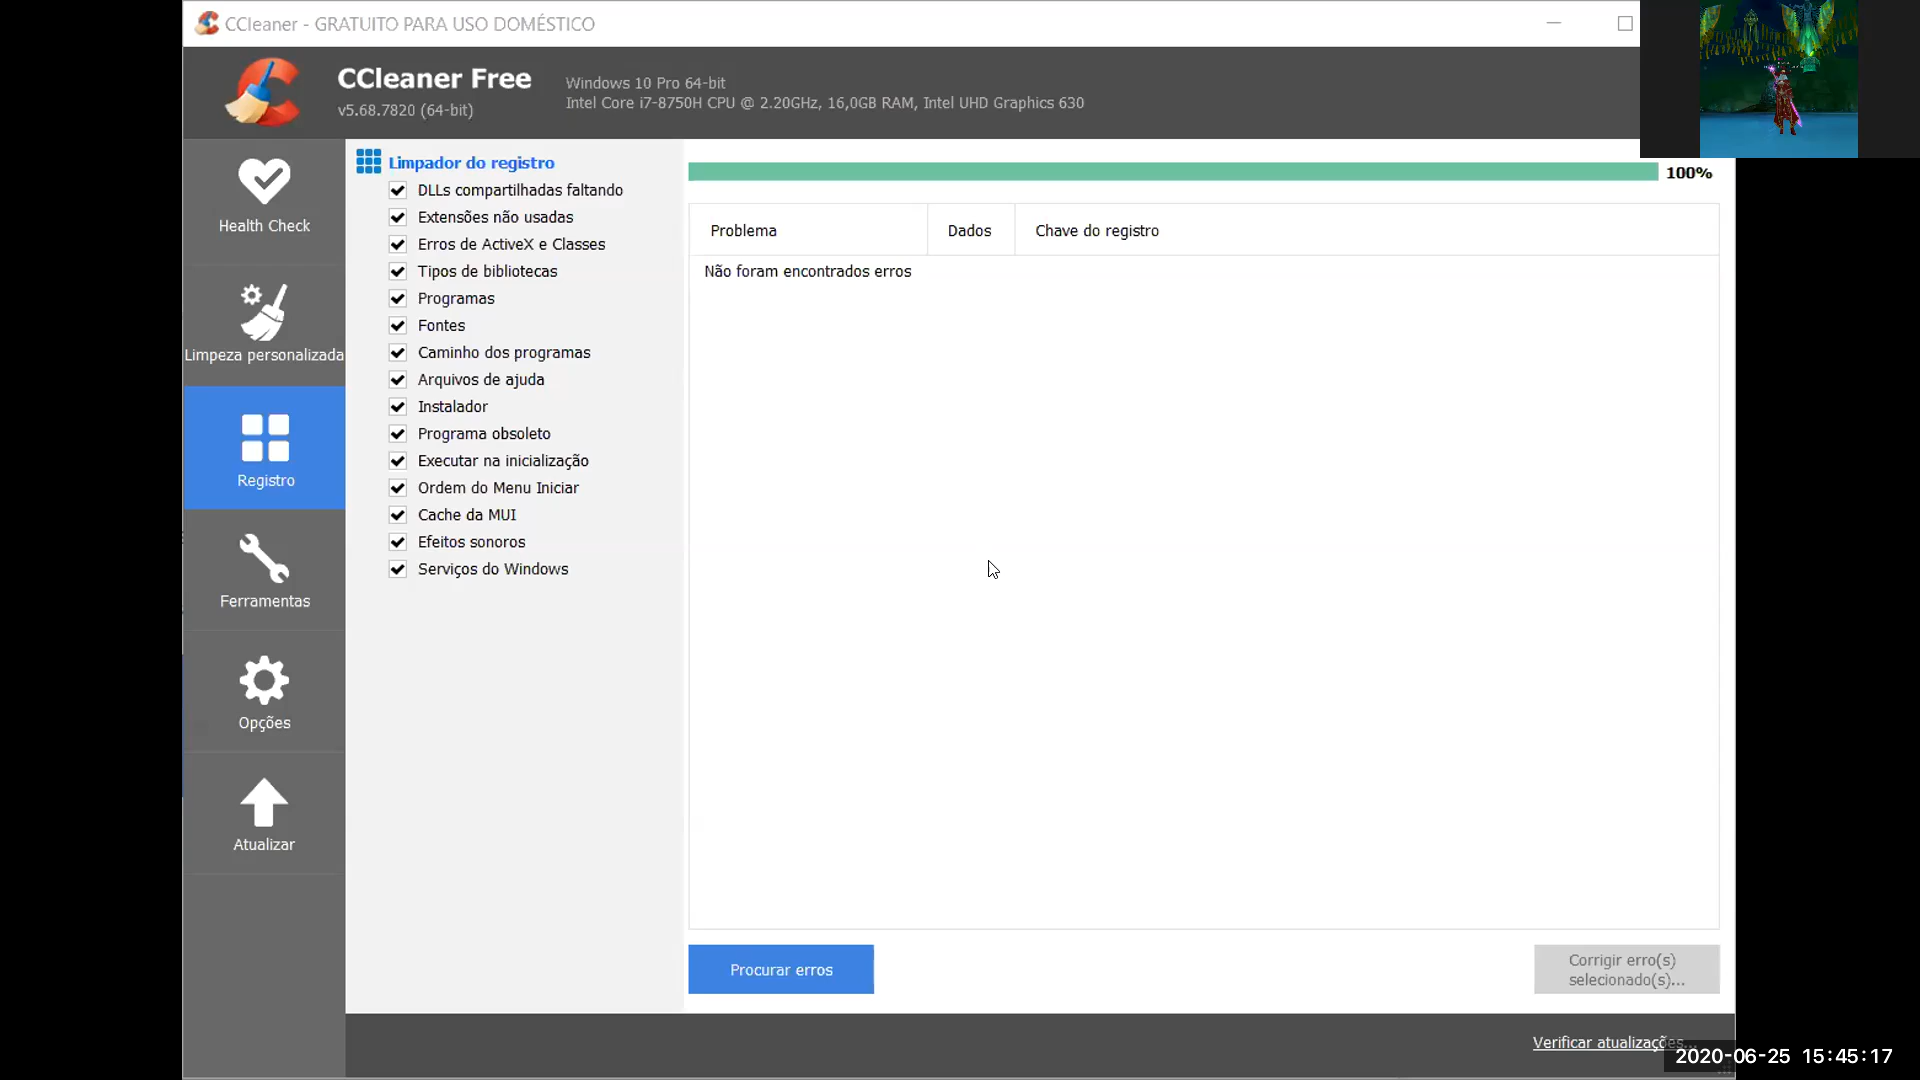 CCleaner - GRATUITO PARA USO DOMÉSTICO
CCleaner Free
v5.68.7820 (64-bit)
Windows 10 Pro 64-bit
Intel Core i7-8750H CPU @ 2.20GHz, 16,0GB RAM, Intel UHD Graphics 630
Health Check
Limpeza personalizada
Registro
Ferramentas
Opções
Atualizar
Limpador do registro
DLLs compartilhadas faltando
Extensões não usadas
Erros de ActiveX e Classes
Tipos de bibliotecas
Programas
Fontes
Caminho dos programas
Arquivos de ajuda
Instalador
Programa obsoleto
Executar na inicialização
Ordem do Menu Iniciar
Cache da MUI
Efeitos sonoros
Serviços do Windows
100%
Problema Dados Chave do registro
Não foram encontrados erros
Procurar erros
Corrigir erro(s)
selecionado(s)...
Verificar atualizações...
2020-06-25 15:45:17